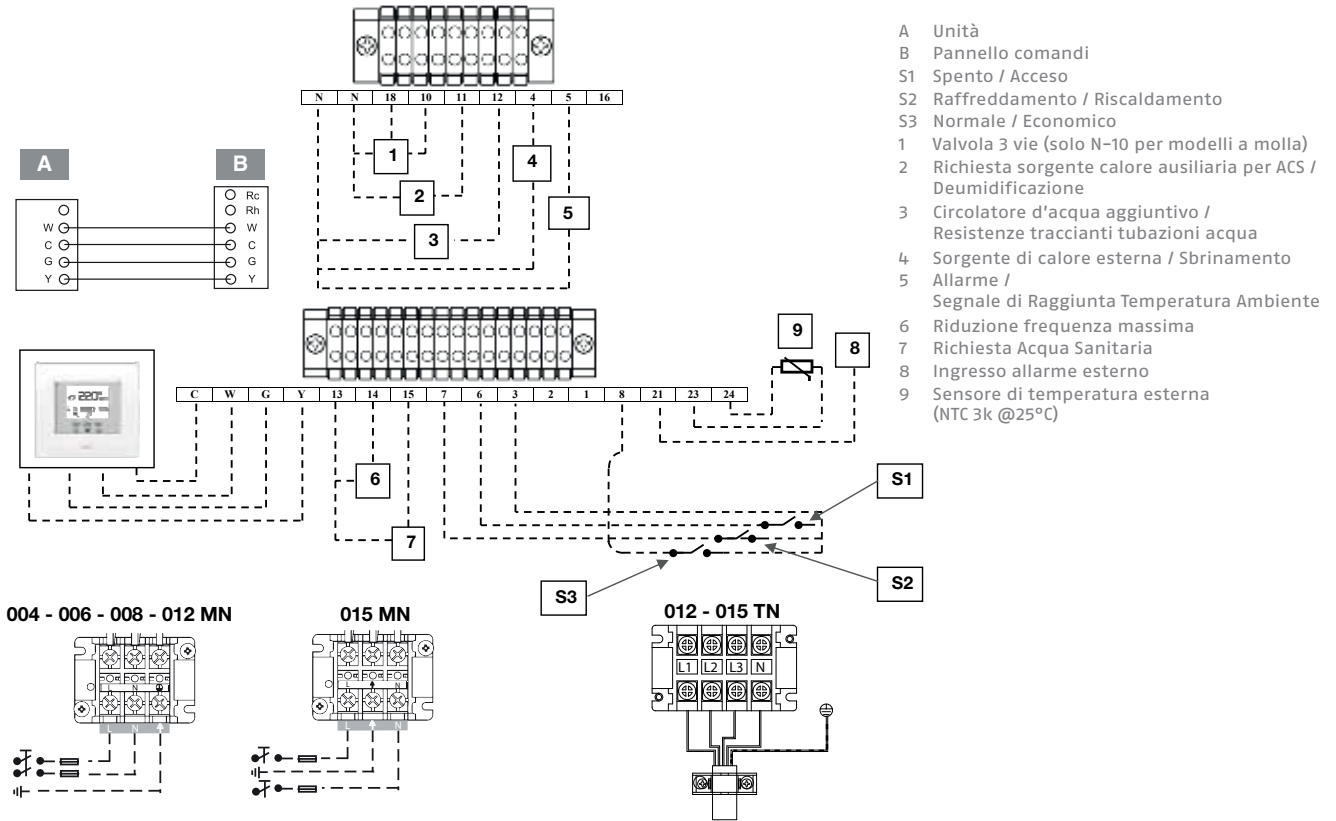 N N 18 10 11 12 4 5 16
A Unità
B Pannello comandi
S1 Spento / Acceso
S2 Raffreddamento / Riscaldamento
S3 Normale / Economico
1 Valvola 3 vie (solo N-10 per modelli a molla)
2 Richiesta sorgente calore ausiliaria per ACS /
Deumidificazione
3 Circolatore d'acqua aggiuntivo /
Resistenze traccianti tubazioni acqua
4 Sorgente di calore esterna / Sbrinamento
5 Allarme /
Segnale di Raggiunta Temperatura Ambiente
6 Riduzione frequenza massima
7 Richiesta Acqua Sanitaria
8 Ingresso allarme esterno
9 Sensore di temperatura esterna
(NTC 3k @25°C)
A B
Rc
Rh
W W
C C
G G
Y Y
1
2
3
4
5
9
8
C W G Y 13 14 15 7 6 3 2 1 8 21 23 24
6
7
S1
S2
S3
004 - 006 - 008 - 012 MN
N
L N
015 MN
L N
L N
012 - 015 TN
L1 L2 L3 N